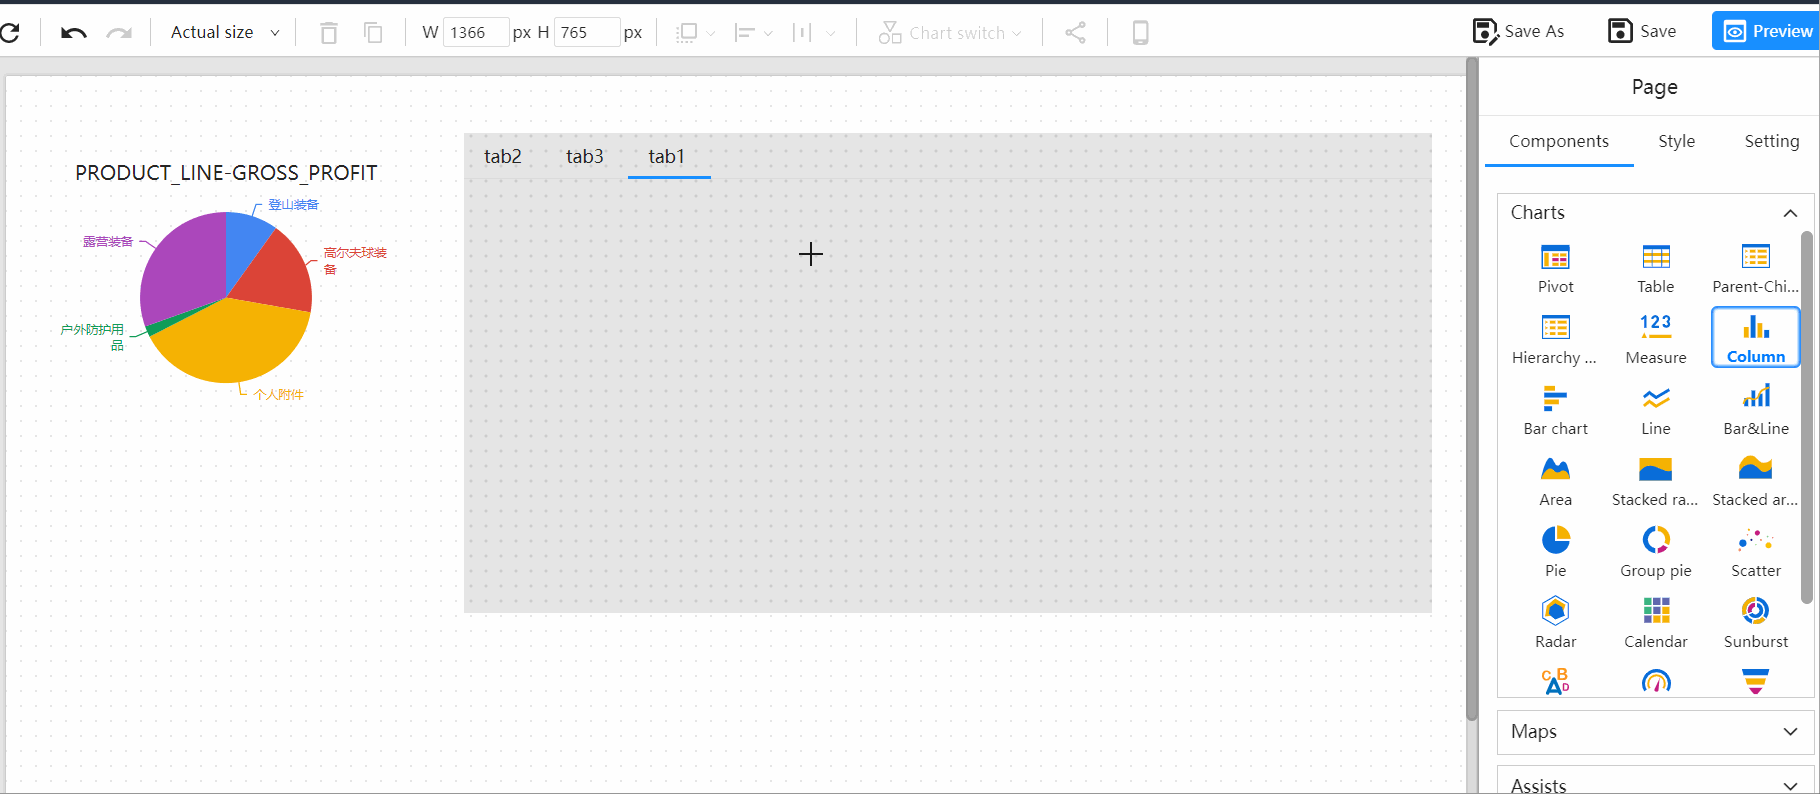 Actual size
W 1366 px H 765 px
Chart switch
Save As
Save
Preview
PRODUCT_LINE-GROSS_PROFIT
登山装备
露营装备
高尔夫球装
备
户外防护用
品
个人附件
tab2 tab3 tab1
Page
Components Style Setting
Charts
Pivot Table Parent-Chi...
123
Hierarchy ... Measure Column
Bar chart Line Bar&Line
Area Stacked ra... Stacked ar...
Pie Group pie Scatter
Radar Calendar Sunburst
C B A D
Maps
Assists